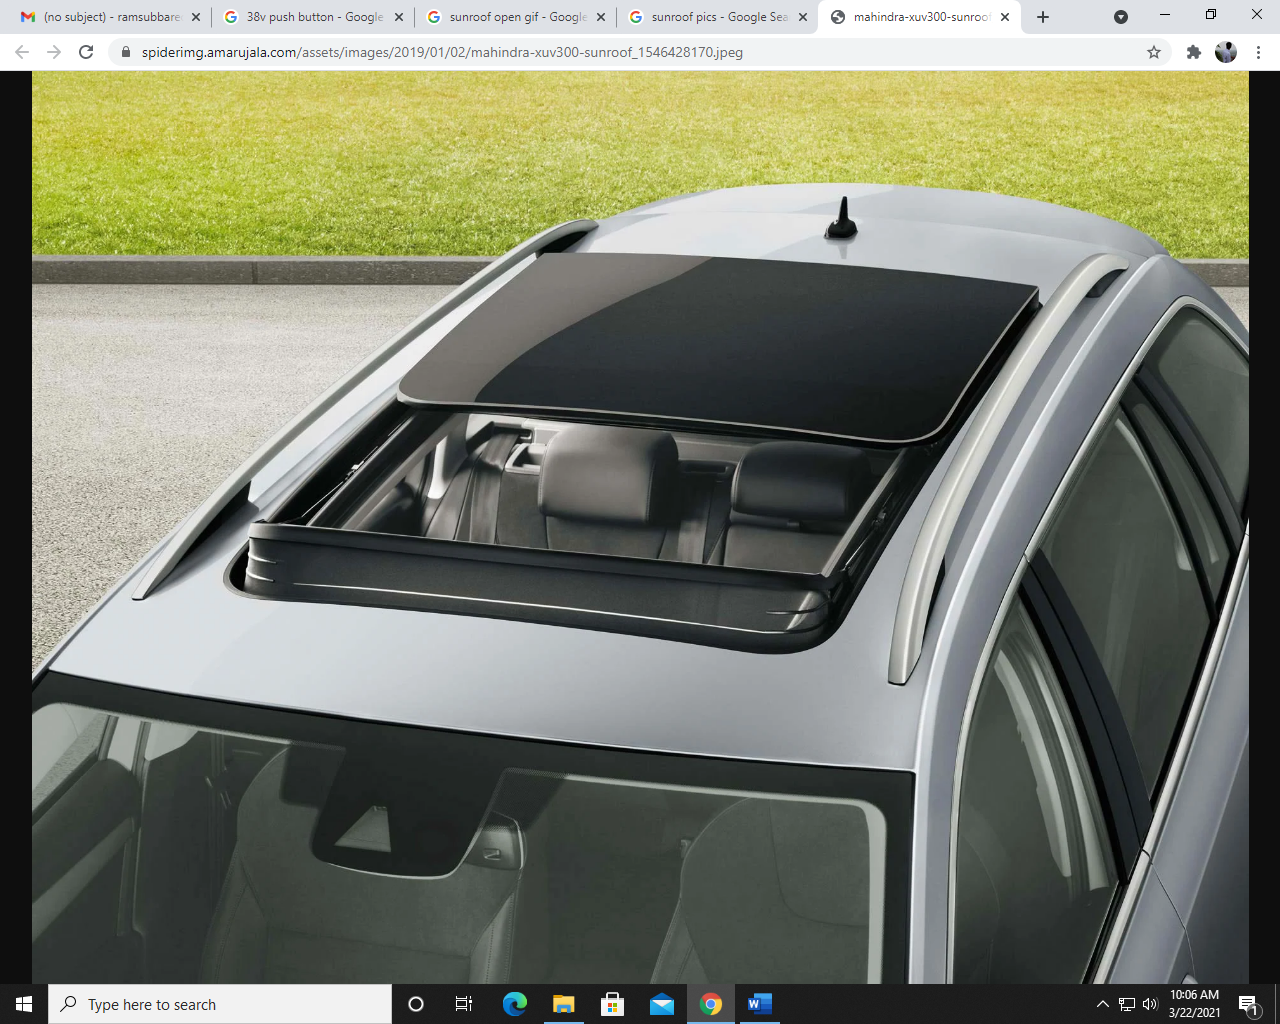 (no subject) - ramsubbare
38v push button - Google
sunroof open gif - Google
sunroof pics - Google Sea
mahindra-xuv300-sunroof
spiderimg.amarujala.com/assets/images/2019/01/02/mahindra-xuv300-sunroof_1546428170.jpeg
Type here to search
10:06 AM
3/22/2021
1